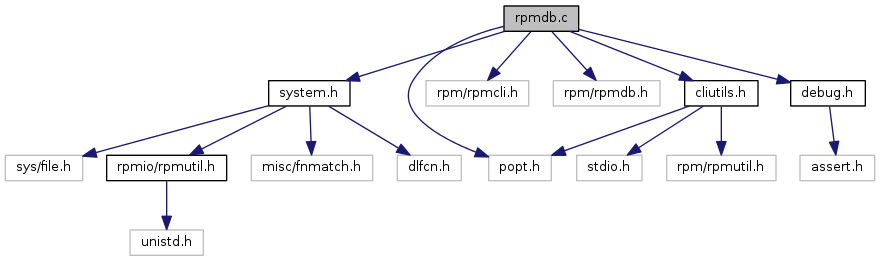 rpmdb.c
system.h
rpm/rpmcli.h
rpm/rpmdb.h
cliutils.h
debug.h
sys/file.h
rpmio/rpmutil.h
misc/fnmatch.h
dlfcn.h
popt.h
stdio.h
rpm/rpmutil.h
assert.h
unistd.h